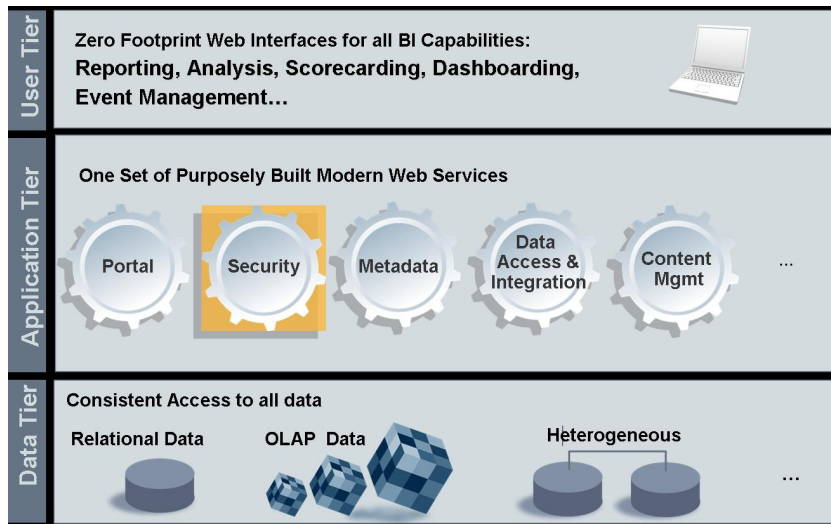 User Tier
Zero Footprint Web Interfaces for all BI Capabilities:
Reporting, Analysis, Scorecarding, Dashboarding,
Event Management...
Application Tier
One Set of Purposely Built Modern Web Services
Portal
Security
Metadata
Data
Access &
Integration
Content
Mgmt
...
Data Tier
Consistent Access to all data
Relational Data
OLAP Data
Heterogeneous
...